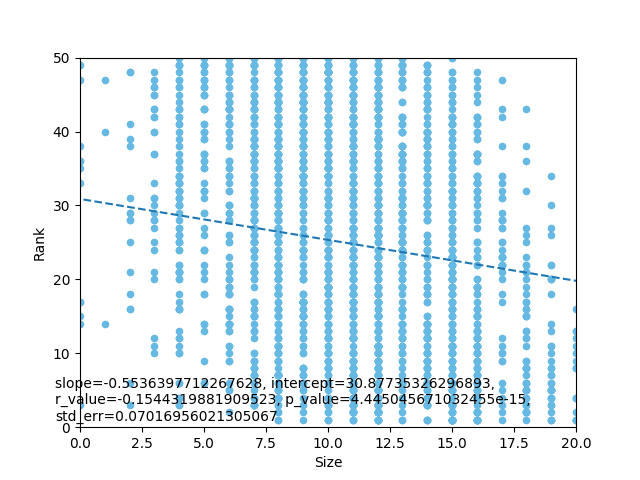 50
40
30
20
10
0
Rank
slope=-0.5536397712267628, intercept=30.87735326296893,
r_value=-0.1544319881909523, p_value=4.445045671032455e-15,
std_err=0.07016956021305067
0.0 2.5 5.0 7.5 10.0 12.5 15.0 17.5 20.0
Size